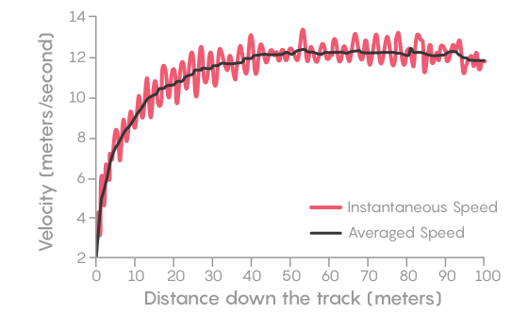 14
12
10
8
6
4
2
Velocity (meters/second)
Instantaneous Speed
Averaged Speed
0 10 20 30 40 50 60 70 80 90 100
Distance down the track (meters)